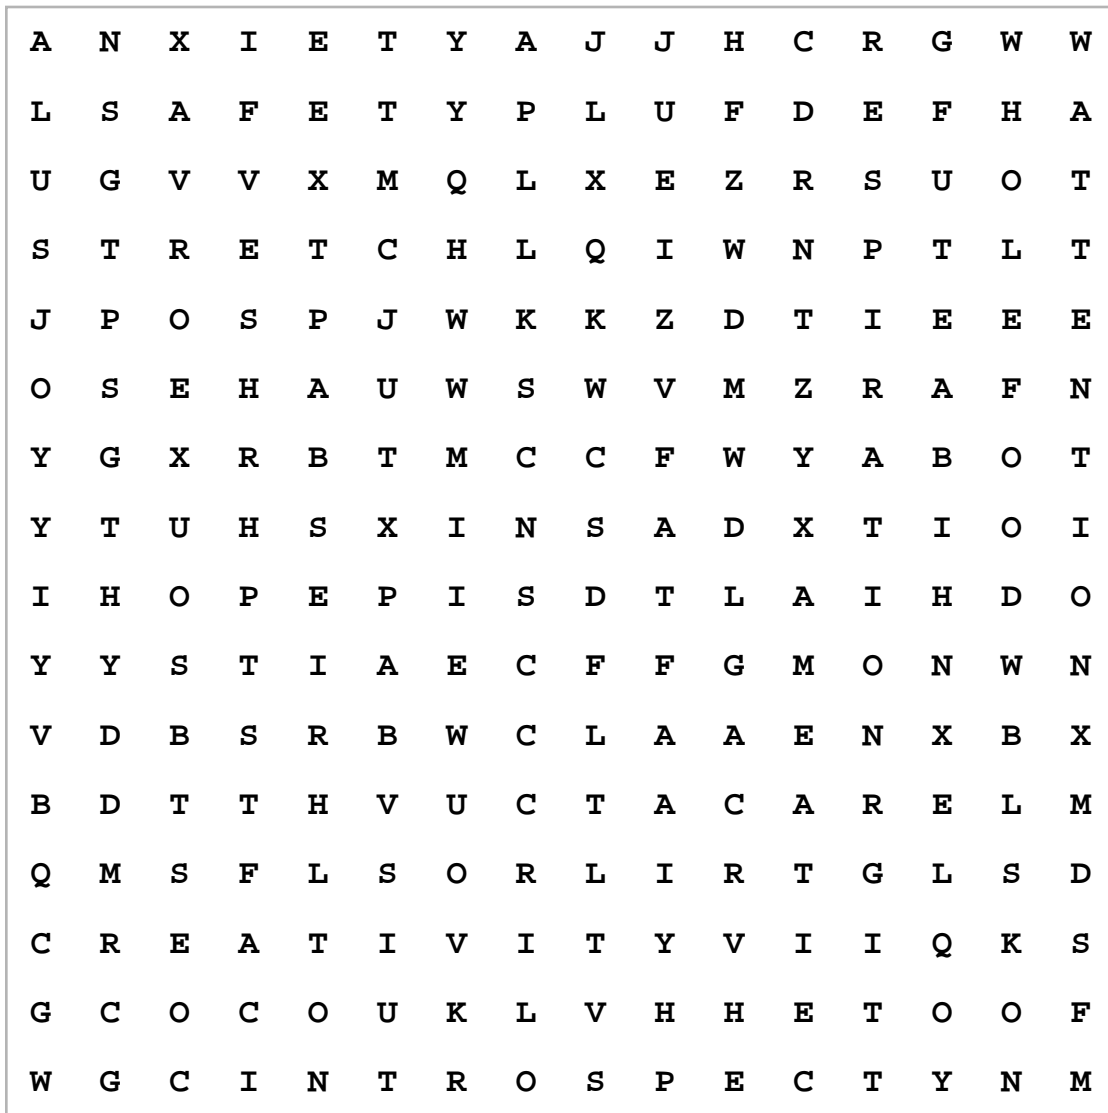 A N X I E T Y A J J H C R G W W
L S A F E T Y P L U F D E F H A
U G V V X M Q L X E Z R S U O T
S T R E T C H L Q I W N P T L T
J P O S P J W K K Z D T I E E E
O S E H A U W S W V M Z R A F N
Y G X R B T M C C F W Y A B O T
Y T U H S X I N S A D X T I O I
I H O P E P I S D T L A I H D O
Y Y S T I A E C F F G M O N W N
V D B S R B W C L A A E N X B X
B D T T H V U C T A C A R E L M
Q M S F L S O R L I R T G L S D
C R E A T I V I T Y V I I Q K S
G C O C O U K L V H H E T O O F
W G C I N T R O S P E C T Y N M